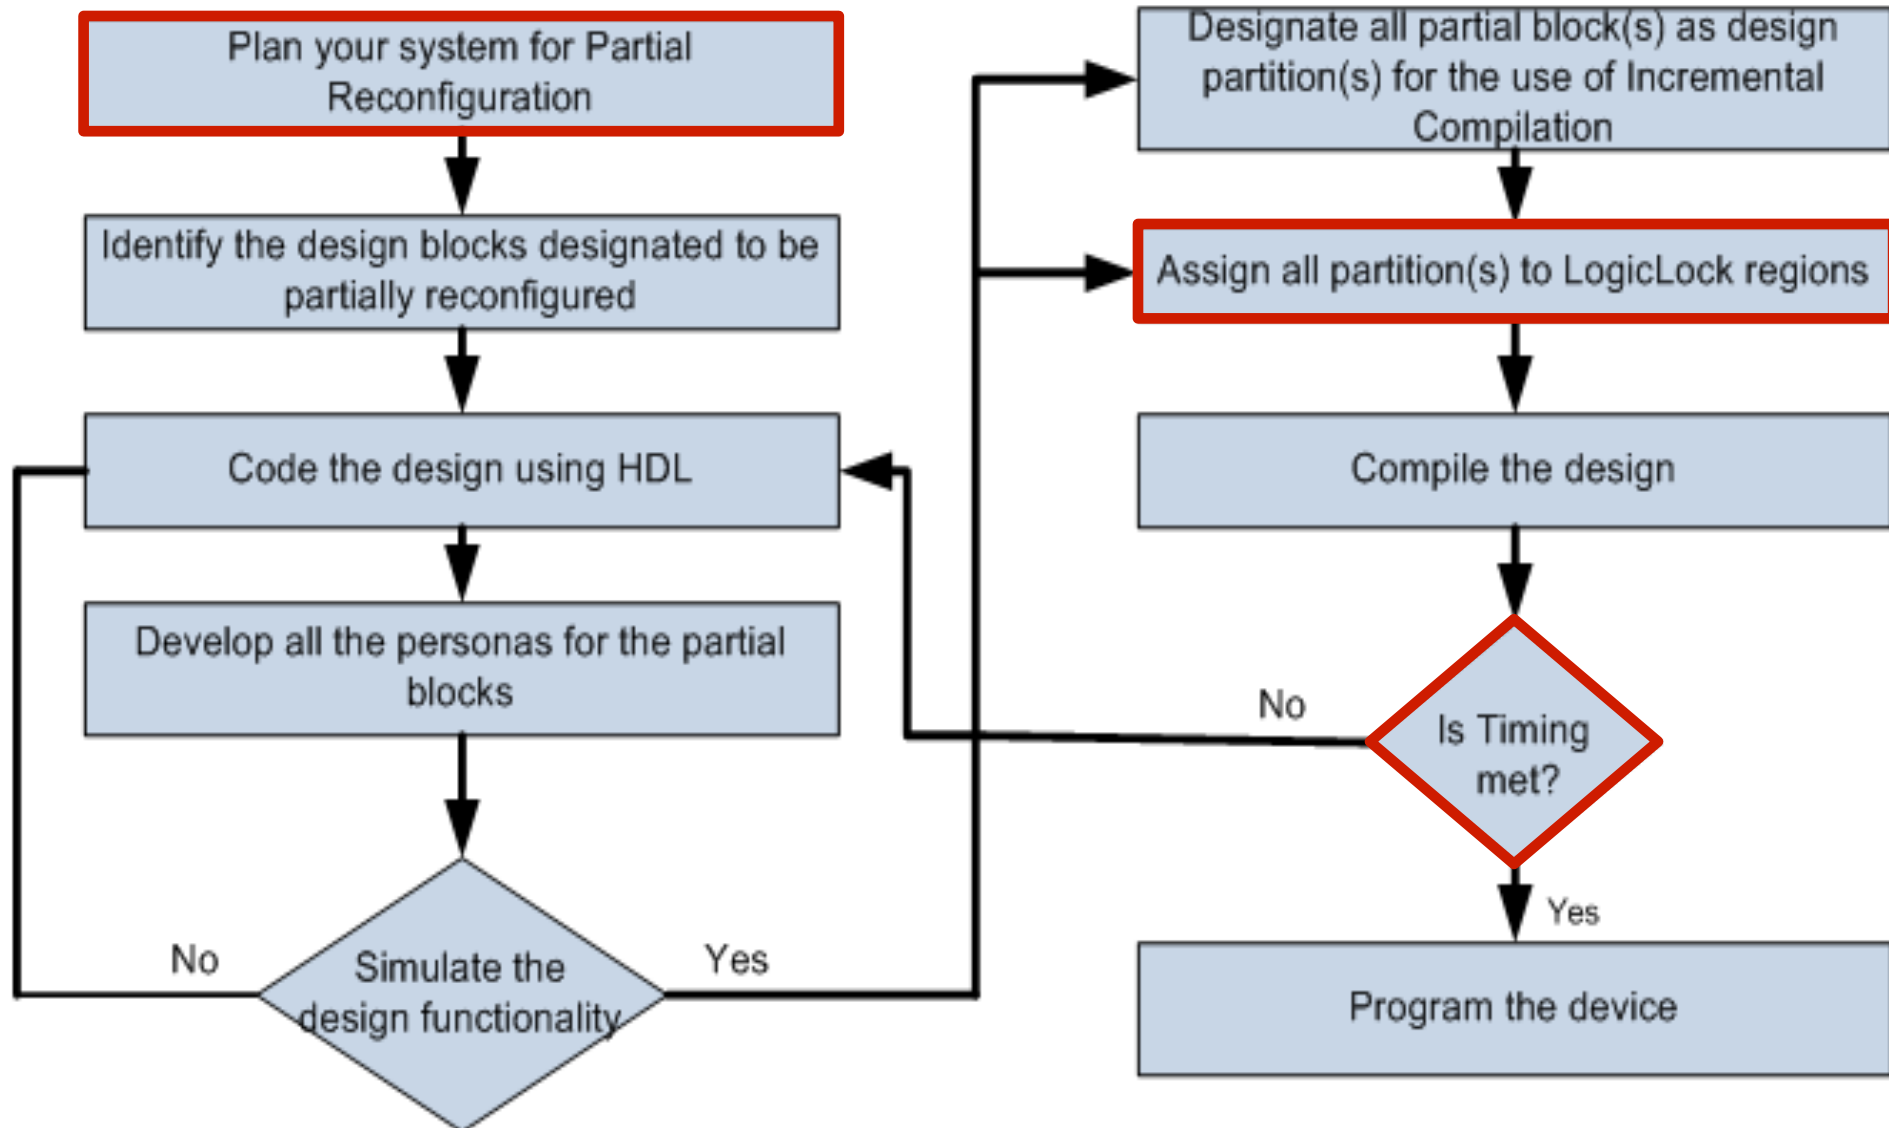 Plan your system for Partial
Reconfiguration
Identify the design blocks designated to be
partially reconfigured
Code the design using HDL
Develop all the personas for the partial
blocks
No
Simulate the
design functionality
Yes
Designate all partial block(s) as design
partition(s) for the use of Incremental
Compilation
Assign all partition(s) to LogicLock regions
Compile the design
No
Is Timing
met?
Yes
Program the device